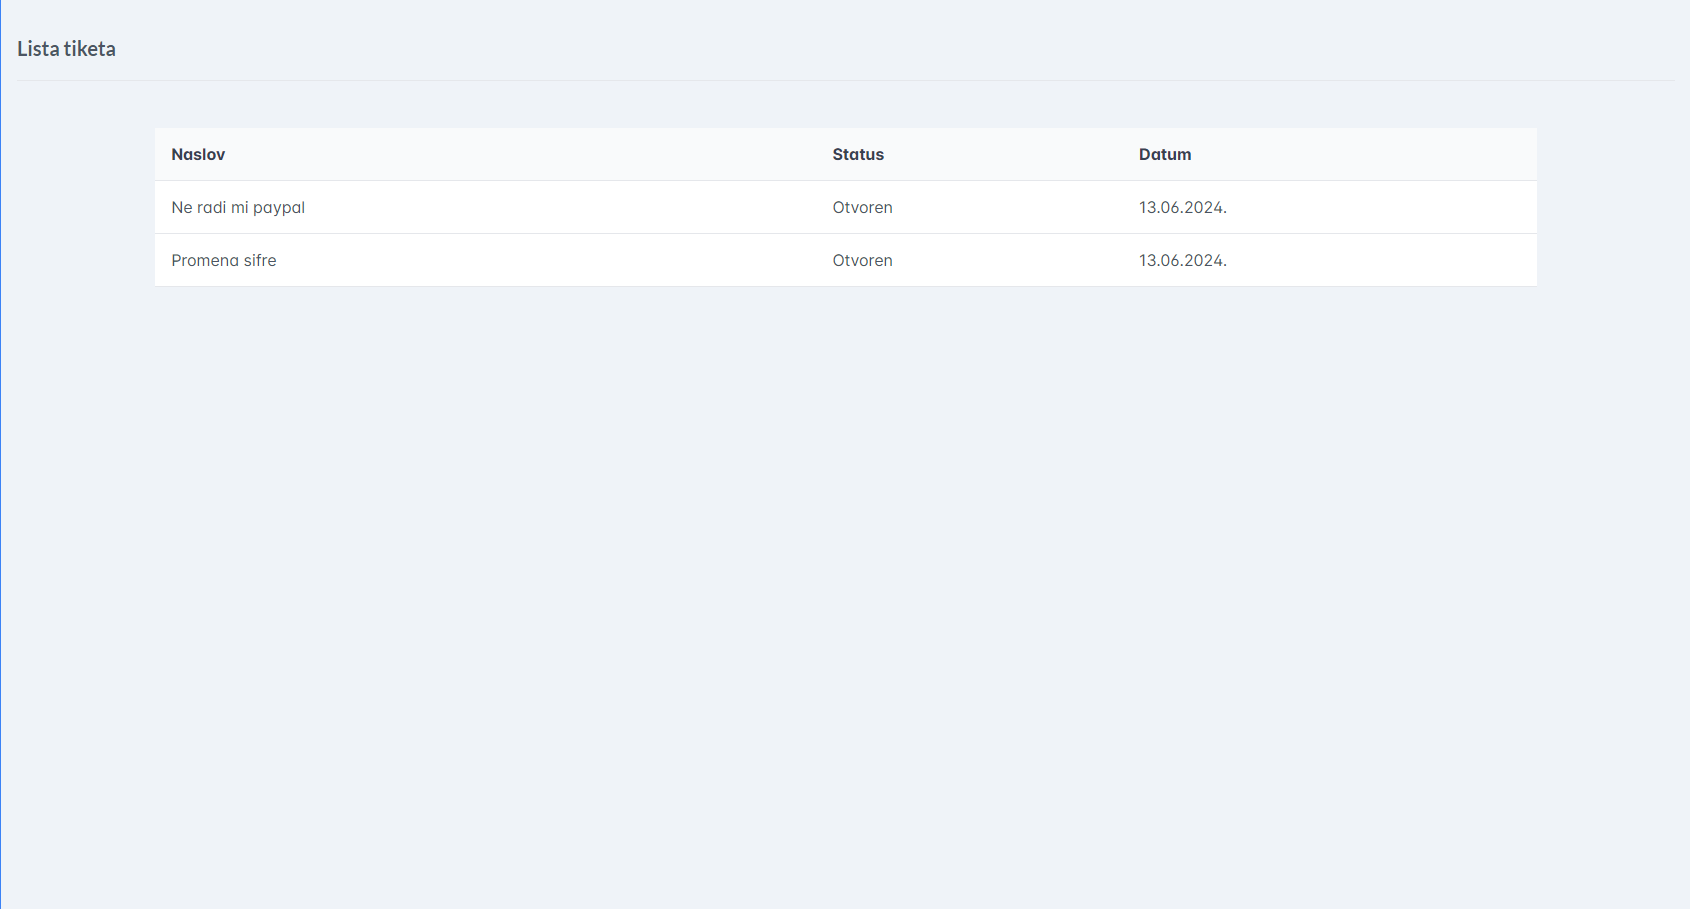 Lista tiketa
Naslov Status Datum
Ne radi mi paypal Otvoren 13.06.2024.
Promena sifre Otvoren 13.06.2024.